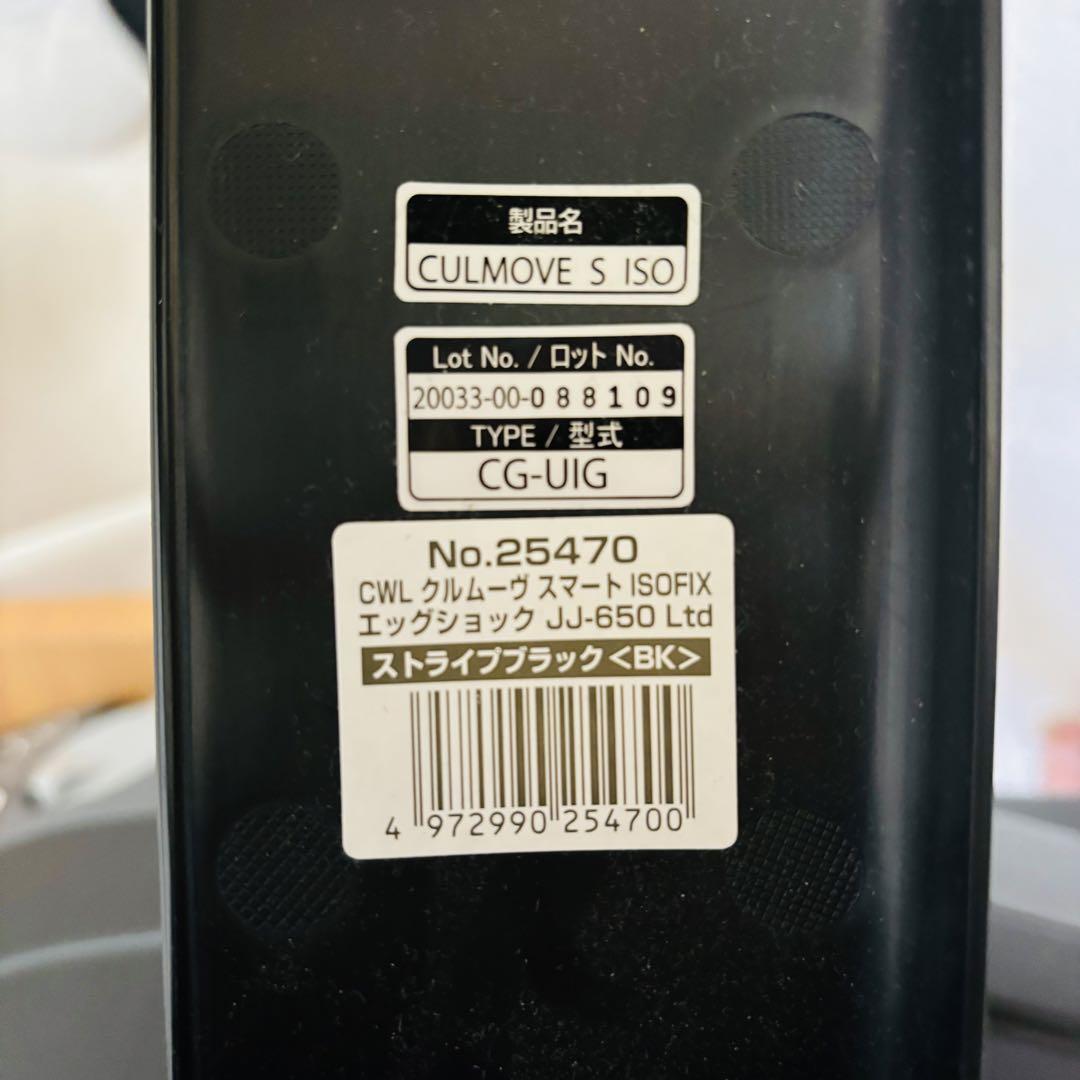 製品名
CULMOVE S ISO
Lot No. / ロット No.
20033-00-088109
TYPE / 型式
CG-UIG
No.25470
CWL クルムーヴ スマート ISOFIX
エッグショック JJ-650 Ltd
ストライプブラック<BK>
4 972990 254700